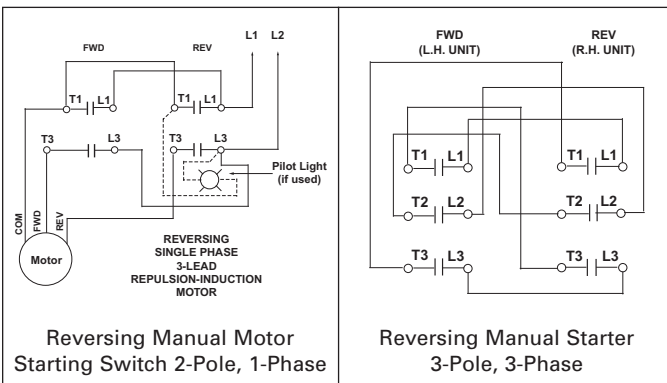 FWD
REV
L1 L2
T1 L1
T1 L1
T3 L3
T3 L3
Pilot Light
(if used)
COM
FWD
REV
Motor
REVERSING
SINGLE PHASE
3-LEAD
REPULSION-INDUCTION
MOTOR
Reversing Manual Motor
Starting Switch 2-Pole, 1-Phase
FWD
(L.H. UNIT)
REV
(R.H. UNIT)
T1 L1
T1 L1
T2 L2
T2 L2
T3 L3
T3 L3
Reversing Manual Starter
3-Pole, 3-Phase